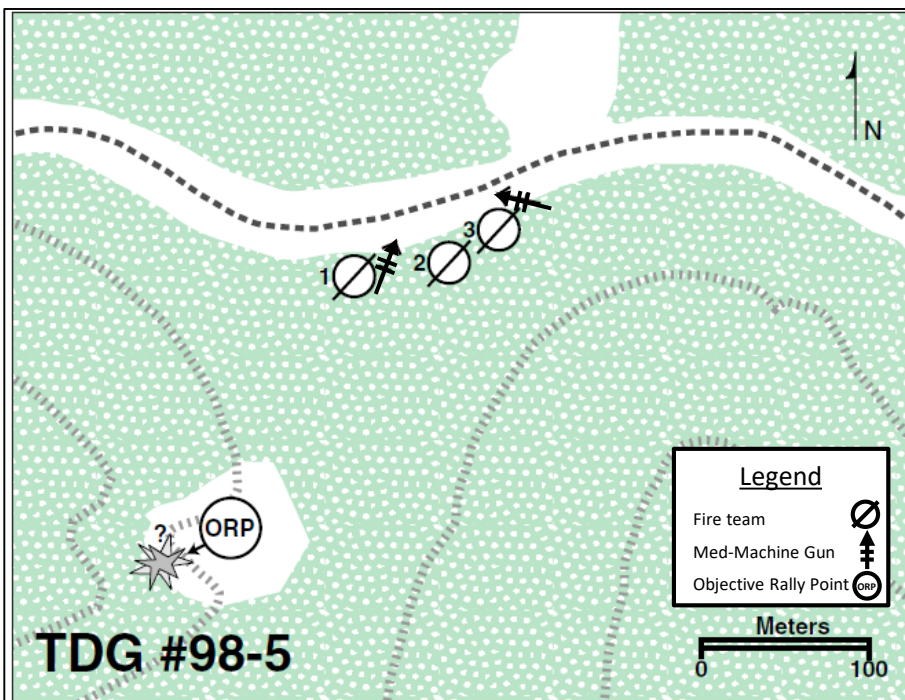 N
3
2
1
?
ORP
Legend
Fire team
Med-Machine Gun
Objective Rally Point
ORP
TDG #98-5
Meters
0
100